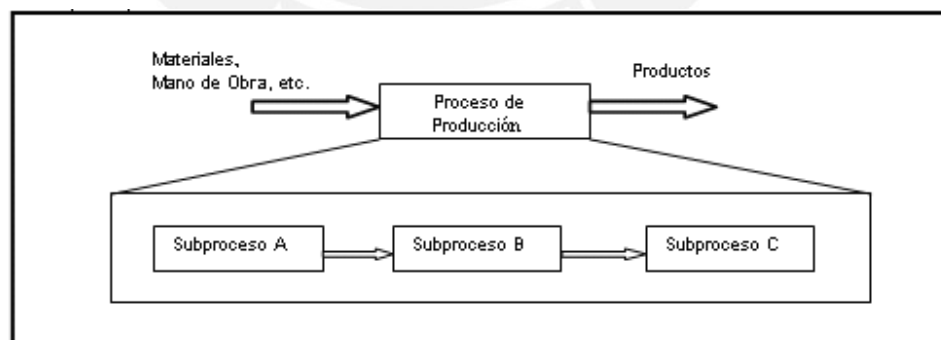 Materiales,
Mano de Obra, etc.
Productos
Proceso de
Producción
Subproceso A
Subproceso B
Subproceso C